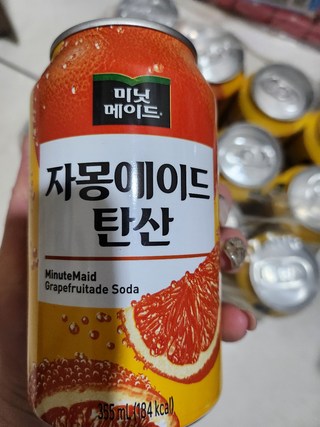 미닛
메이드®
자몽에이드
탄산
MinuteMaid
Grapefruitade Soda
355 mL (184 kcal)